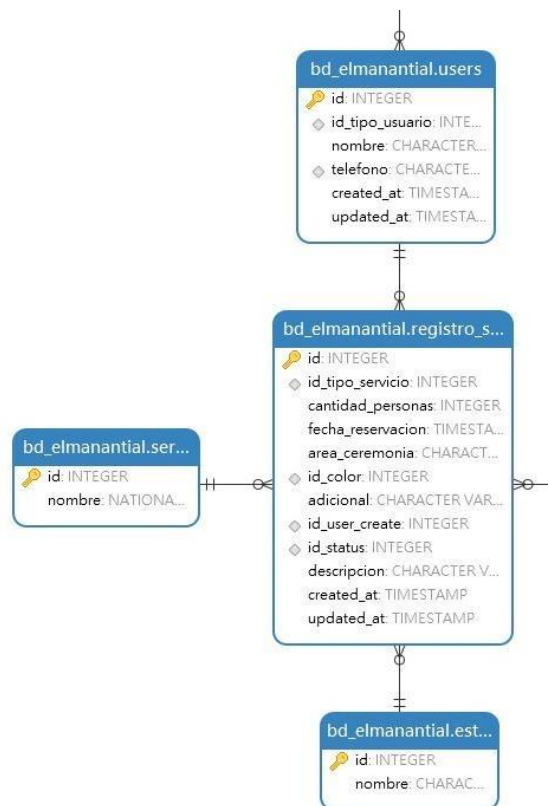 bd_elmanantial.users
id: INTEGER
id_tipo_usuario: INTE...
nombre: CHARACTER...
telefono: CHARACTE...
created_at: TIMESTA...
updated_at: TIMESTA...
bd_elmanantial.registro_s...
id: INTEGER
id_tipo_servicio: INTEGER
cantidad_personas: INTEGER
fecha_reservacion: TIMESTA...
area_ceremonia: CHARACT...
id_color: INTEGER
adicional: CHARACTER VAR...
id_user_create: INTEGER
id_status: INTEGER
descripcion: CHARACTER V...
created_at: TIMESTAMP
updated_at: TIMESTAMP
bd_elmanantial.ser...
id: INTEGER
nombre: NATIONA...
bd_elmanantial.est...
id: INTEGER
nombre: CHARAC...